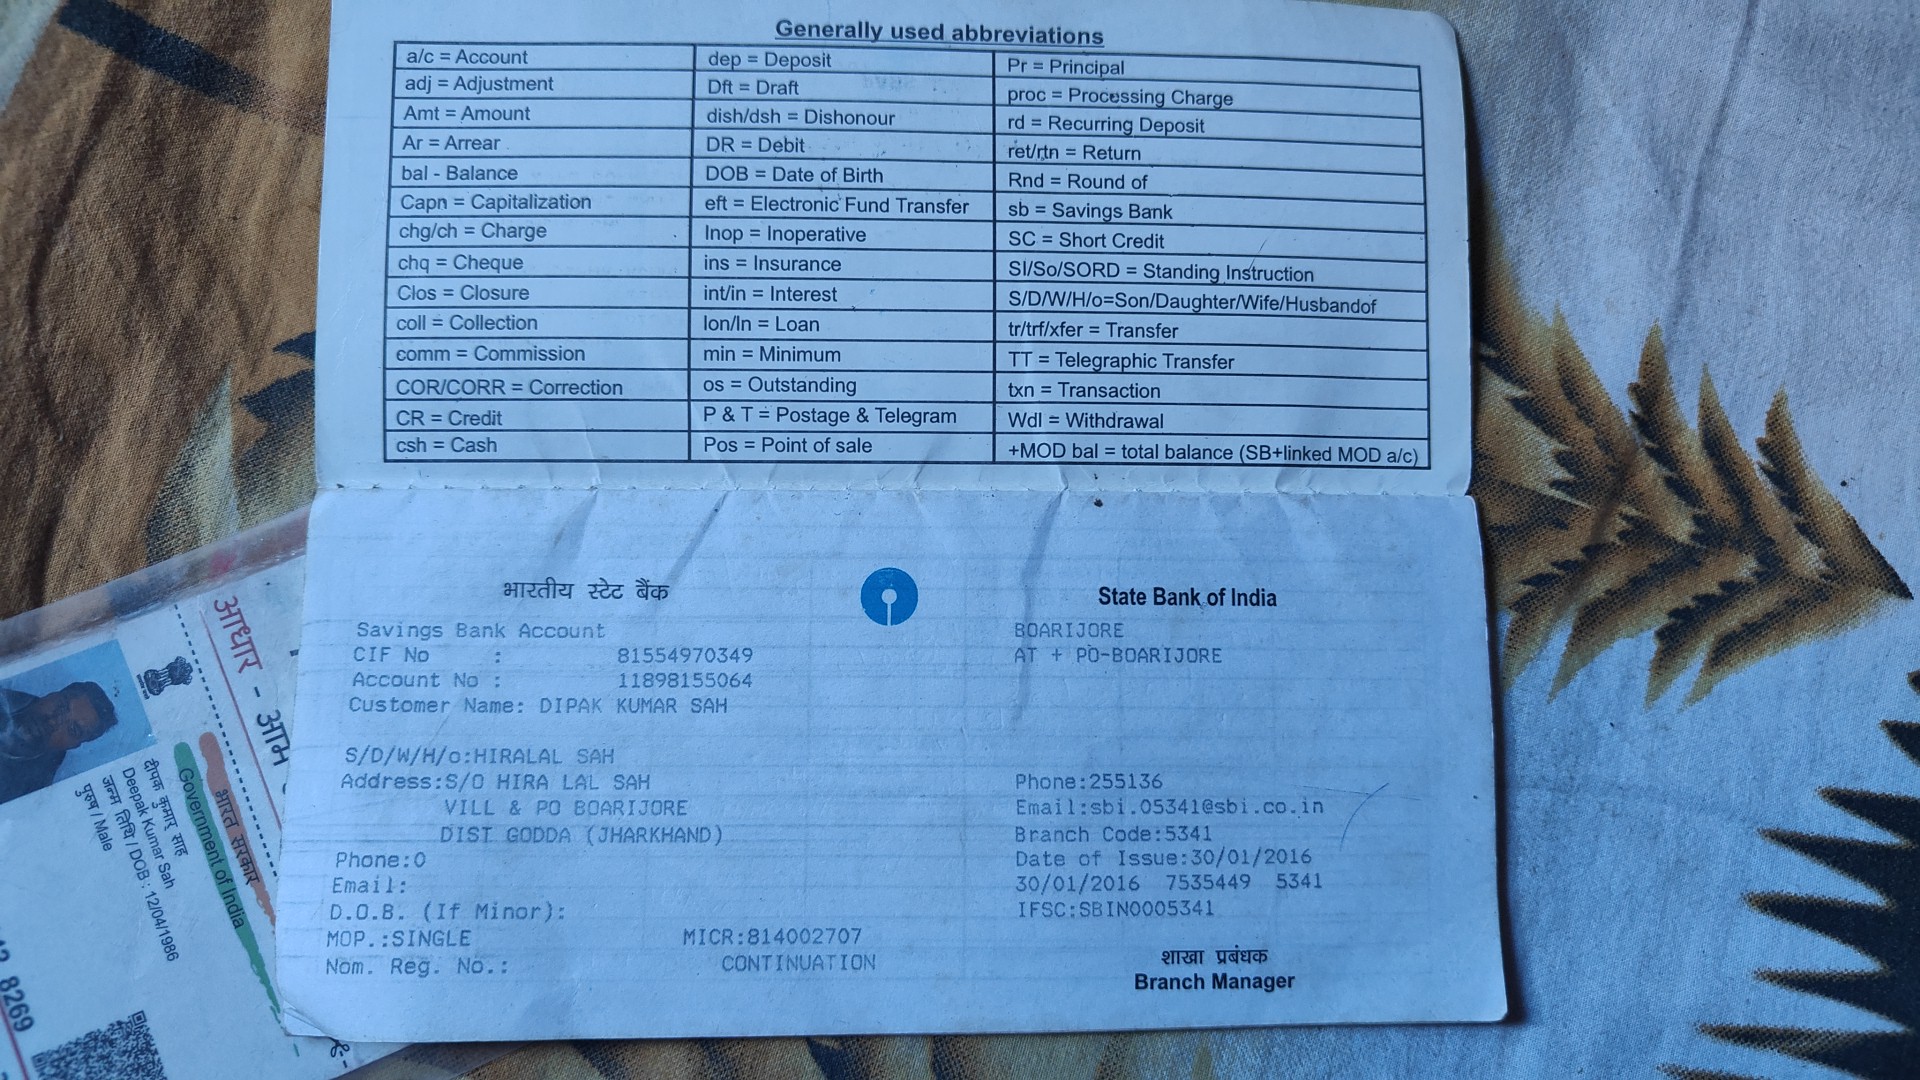 Generally used abbreviations
a/c = Account
adj = Adjustment
Amt = Amount
Ar = Arrear
bal - Balance
Capn = Capitalization
chg/ch = Charge
chq = Cheque
Clos = Closure
coll = Collection
comm = Commission
COR/CORR = Correction
CR = Credit
csh = Cash
dep = Deposit
Dft = Draft
dish/dsh = Dishonour
DR = Debit
DOB = Date of Birth
eft = Electronic Fund Transfer
Inop = Inoperative
ins = Insurance
int/in = Interest
lon/ln = Loan
min = Minimum
os = Outstanding
P & T = Postage & Telegram
Pos = Point of sale
Pr = Principal
proc = Processing Charge
rd = Recurring Deposit
ret/rtn = Return
Rnd = Round of
sb = Savings Bank
SC = Short Credit
SI/So/SORD = Standing Instruction
S/D/W/H/o=Son/Daughter/Wife/Husbandof
tr/trf/xfer = Transfer
TT = Telegraphic Transfer
txn = Transaction
Wdl = Withdrawal
+MOD bal = total balance (SB+linked MOD a/c)
भारतीय स्टेट बैंक
State Bank of India
Savings Bank Account
CIF No : 81554970349
Account No : 11898155064
Customer Name: DIPAK KUMAR SAH
S/D/W/H/o:HIRALAL SAH
Address:S/O HIRA LAL SAH
VILL & PO BOARIJORE
DIST GODDA (JHARKHAND)
Phone:0
Email:
D.O.B. (If Minor):
MOP.:SINGLE
Nom. Reg. No.:
MICR:814002707
CONTINUATION
BOARIJORE
AT + PO-BOARIJORE
Phone:255136
Email:sbi.05341@sbi.co.in
Branch Code:5341
Date of Issue:30/01/2016
30/01/2016 7535449 5341
IFSC:SBIN0005341
शाखा प्रबंधक
Branch Manager
आधार - आम
भारत सरकार
Government of India
दीपक कुमार साह
Deepak Kumar Sah
जन्म तिथि / DOB : 12/04/1986
पुरुष / Male
8269